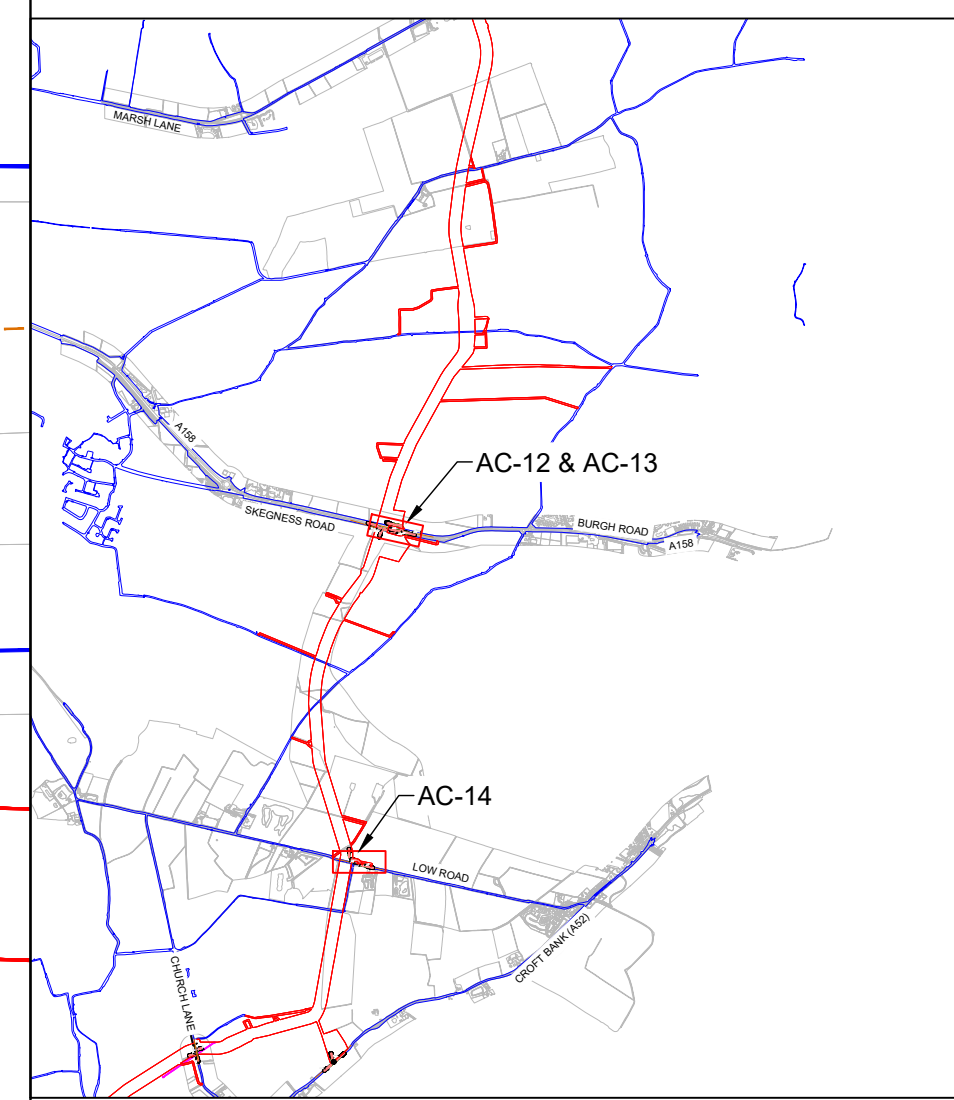 MARSH LANE
A158
AC-12 & AC-13
SKEGNESS ROAD
BURGH ROAD
A158
AC-14
LOW ROAD
CROFT BANK (A52)
CHURCH LANE